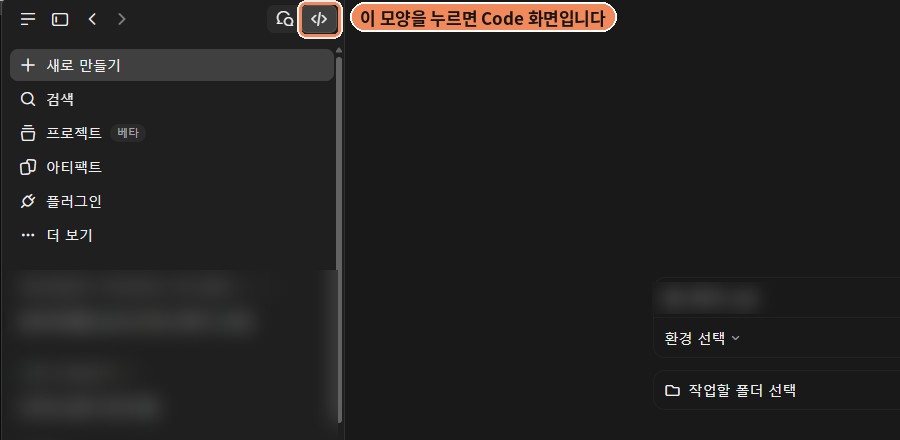 이 모양을 누르면 Code 화면입니다
새로 만들기
검색
프로젝트 베타
아티팩트
플러그인
더 보기
환경 선택
작업할 폴더 선택